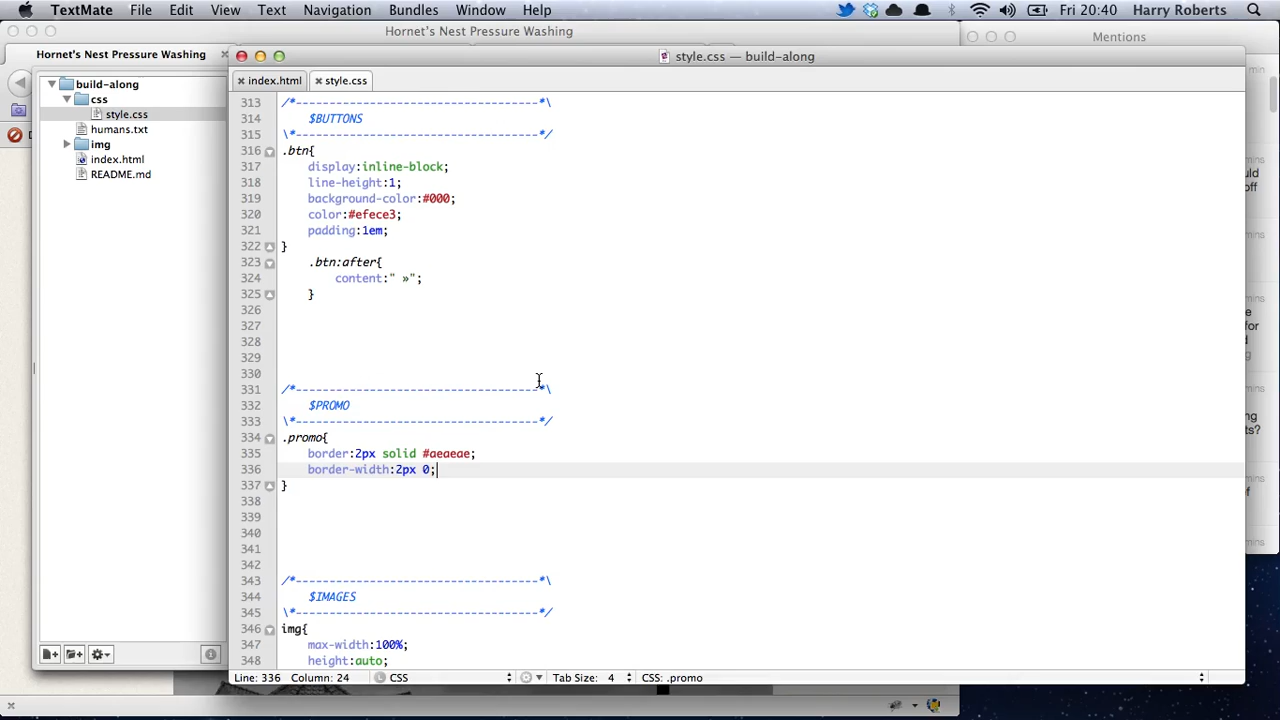 TextMate File Edit View Text Navigation Bundles Window Help Fri 20:40 Harry Roberts
Hornet's Nest Pressure Washing
Mentions
Hornet's Nest Pressure Washing
style.css — build-along
build-along
css
style.css
humans.txt
img
index.html
README.md
index.html style.css
313 /*------------------------------------*\
314 $BUTTONS
315 \*------------------------------------*/
316 .btn{
317 display:inline-block;
318 line-height:1;
319 background-color:#000;
320 color:#efece3;
321 padding:1em;
322 }
323 .btn:after{
324 content:" »";
325 }
326
327
328
329
330
331 /*------------------------------------*\
332 $PROMO
333 \*------------------------------------*/
334 .promo{
335 border:2px solid #aeaeae;
336 border-width:2px 0;
337 }
338
339
340
341
342
343 /*------------------------------------*\
344 $IMAGES
345 \*------------------------------------*/
346 img{
347 max-width:100%;
348 height:auto;
Line: 336 Column: 24 CSS Tab Size: 4 CSS: .promo